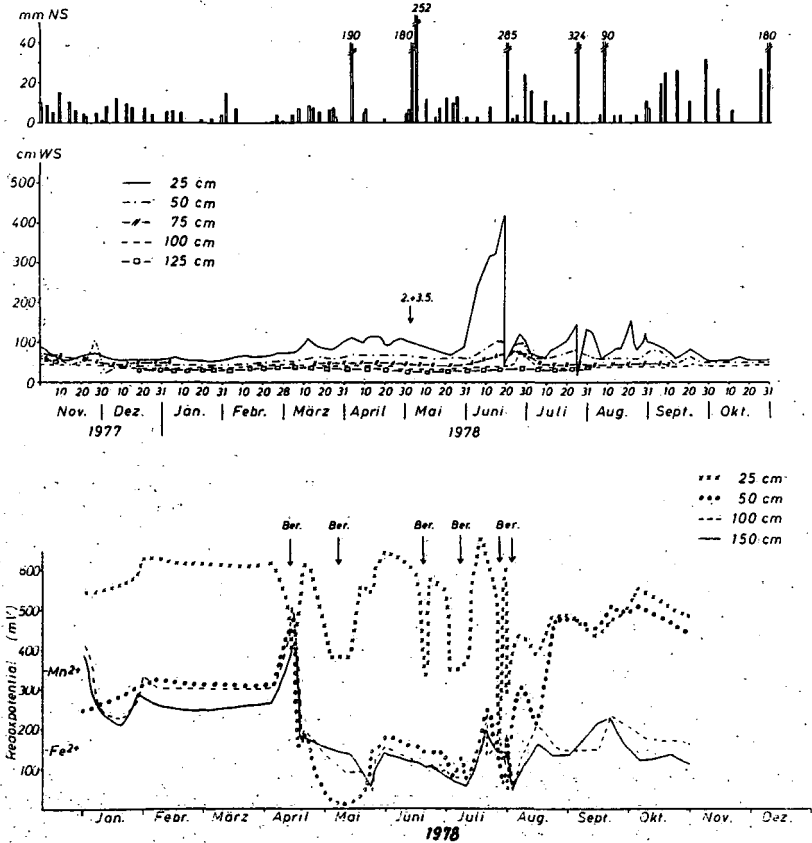 252
190 180 285 324 90 180
mm NS
40
20
0
cm WS
500
400
300
200
100
0
25 cm
50 cm
75 cm
100 cm
125 cm
2.+3.5.
10 20 30 10 20 31 10 20 31 10 20 28 10 20 31 10 20 30 10 20 31 10 20 30 10 20 31 10 20 31 10 20 30 10 20 31
Nov. Dez. Jan. Febr. März April Mai Juni Juli Aug. Sept. Okt.
1977 1978
25 cm
50 cm
100 cm
150 cm
Ber. Ber. Ber. Ber. Ber.
Redoxpotential (mV)
600
500
400
Mn2+
300
200
Fe2+
100
Jan. Febr. März April Mai Juni Juli Aug. Sept. Okt. Nov. Dez.
1978